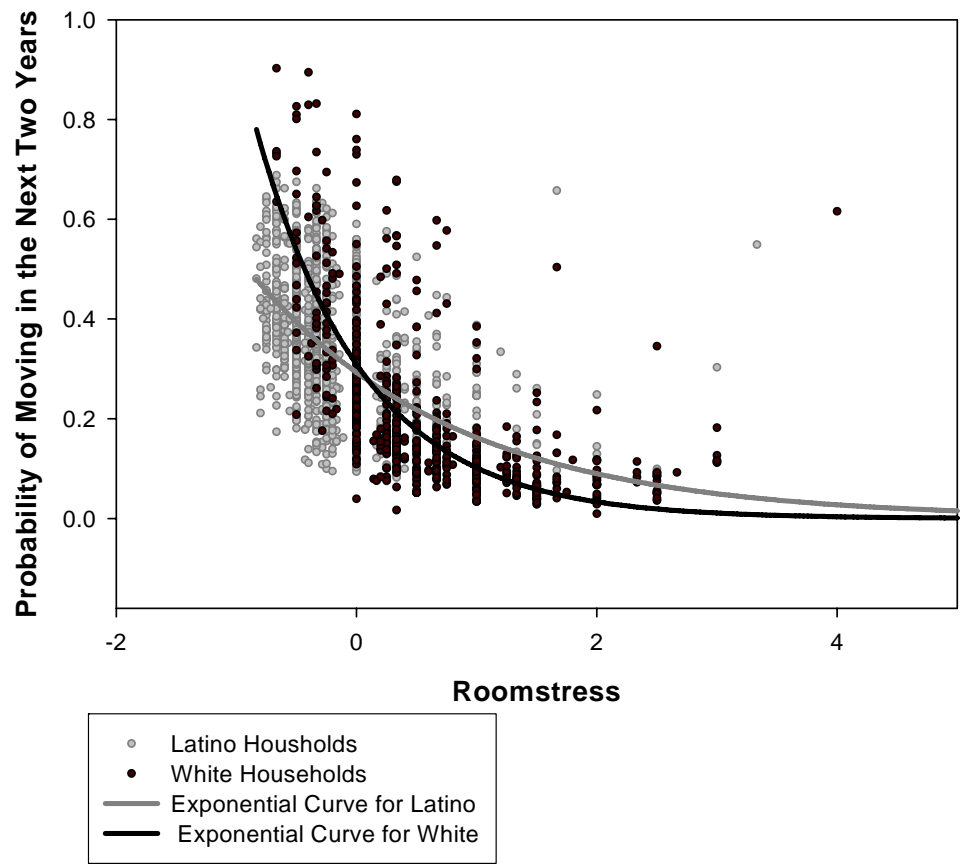 Probability of Moving in the Next Two Years
1.0
0.8
0.6
0.4
0.2
0.0
-2
0
2
4
Roomstress
Latino Housholds
White Households
Exponential Curve for Latino
Exponential Curve for White